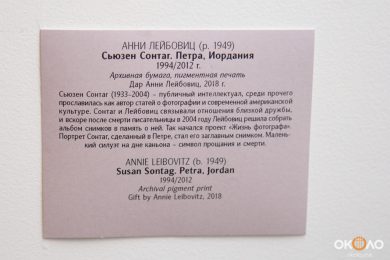 АННИ ЛЕЙБОВИЦ (р. 1949)
Сьюзен Сонтаг. Петра, Иордания
1994/2012 г.
Архивная бумага, пигментная печать
Дар Анни Лейбовиц, 2018 г.
Сьюзен Сонтаг (1933–2004) – публичный интеллектуал, среди прочего
прославилась как автор статей о фотографии и современной американской
культуре. Сонтаг и Лейбовиц связывали отношения близкой дружбы,
и вскоре после смерти писательницы в 2004 году Лейбовиц решила собрать
альбом снимков в память о ней. Так начался проект «Жизнь фотографа».
Портрет Сонтаг, сделанный в Петре, стал его заглавным снимком. Малень-
кий силуэт на дне каньона – символ прощания и смерти.
ANNIE LEIBOVITZ (b. 1949)
Susan Sontag. Petra, Jordan
1994/2012
Archival pigment print
Gift by Annie Leibovitz, 2018
ОКОЛО